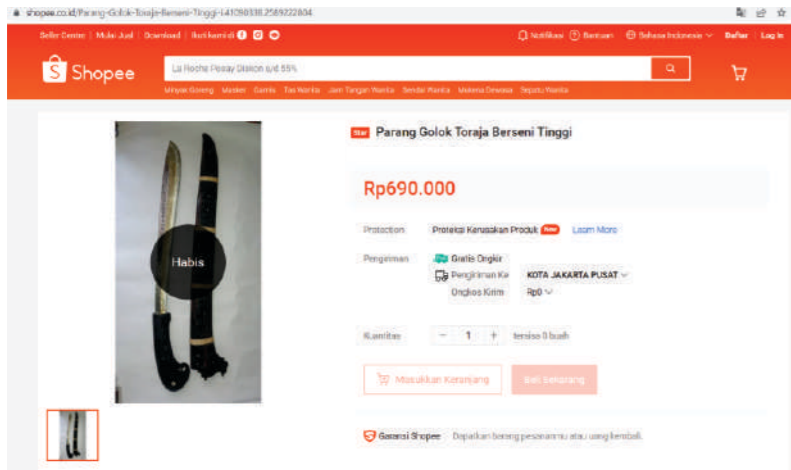 shopee.co.id/Parang-Golok-Toraja-Berseni-Tinggi-i.41090338.2589222804
Seller Centre | Mulai Jual | Download | Ikuti kami di
Notifikasi Bantuan Bahasa Indonesia Daftar | Log In
Shopee
La Roche Posay Diskon s/d 55%
Minyak Goreng Masker Gamis Tas Wanita Jam Tangan Wanita Sendal Wanita Mukena Dewasa Sepatu Wanita
Star Parang Golok Toraja Berseni Tinggi
Rp690.000
Protection Proteksi Kerusakan Produk New Learn More
Pengiriman Gratis Ongkir
Pengiriman Ke KOTA JAKARTA PUSAT
Ongkos Kirim Rp0
Habis
Kuantitas - 1 + tersisa 0 buah
Masukkan Keranjang Beli Sekarang
Garansi Shopee Dapatkan barang pesananmu atau uang kembali.